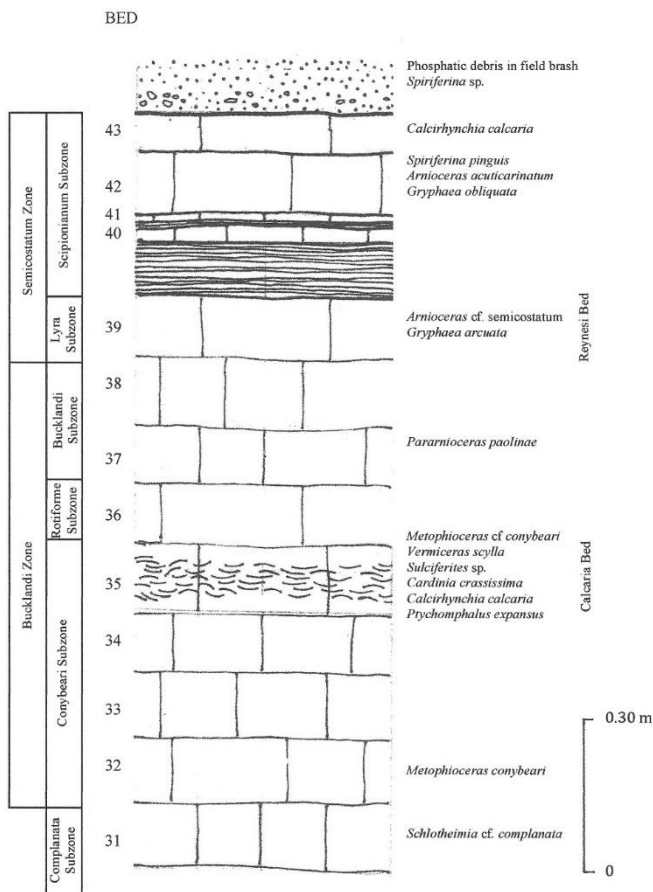 BED
Phosphatic debris in field brash
Spiriferina sp.
43
Calcirhynchia calcaria
42
Spiriferina pinguis
Arnioceras acuticarinatum
Gryphaea obliquata
41
40
39
Arnioceras cf. semicostatum
Gryphaea arcuata
38
37
Pararnioceras paolinae
36
35
Metophioceras cf conybeari
Vermiceras scylla
Sulciferites sp.
Cardinia crassissima
Calcirhynchia calcaria
Ptychomphalus expansus
34
33
32
Metophioceras conybeari
31
Schlotheimia cf. complanata
Semicostatum Zone
Bucklandi Zone
Scipionianum Subzone
Lyra
Subzone
Bucklandi
Subzone
Rotiforme
Subzone
Conybeari Subzone
Complanata
Subzone
Reynesi Bed
Calcaria Bed
0.30 m
0